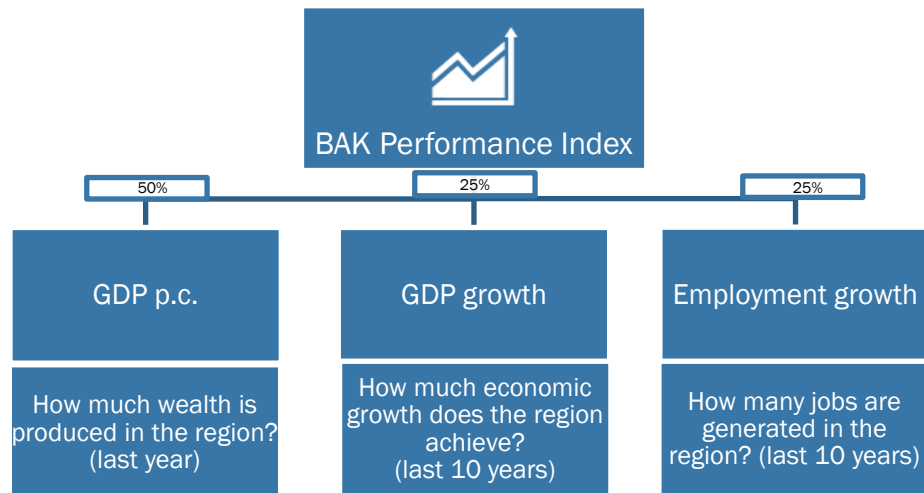 BAK Performance Index
50%
25%
25%
GDP p.c.
GDP growth
Employment growth
How much wealth is
produced in the region?
(last year)
How much economic
growth does the region
achieve?
(last 10 years)
How many jobs are
generated in the
region? (last 10 years)